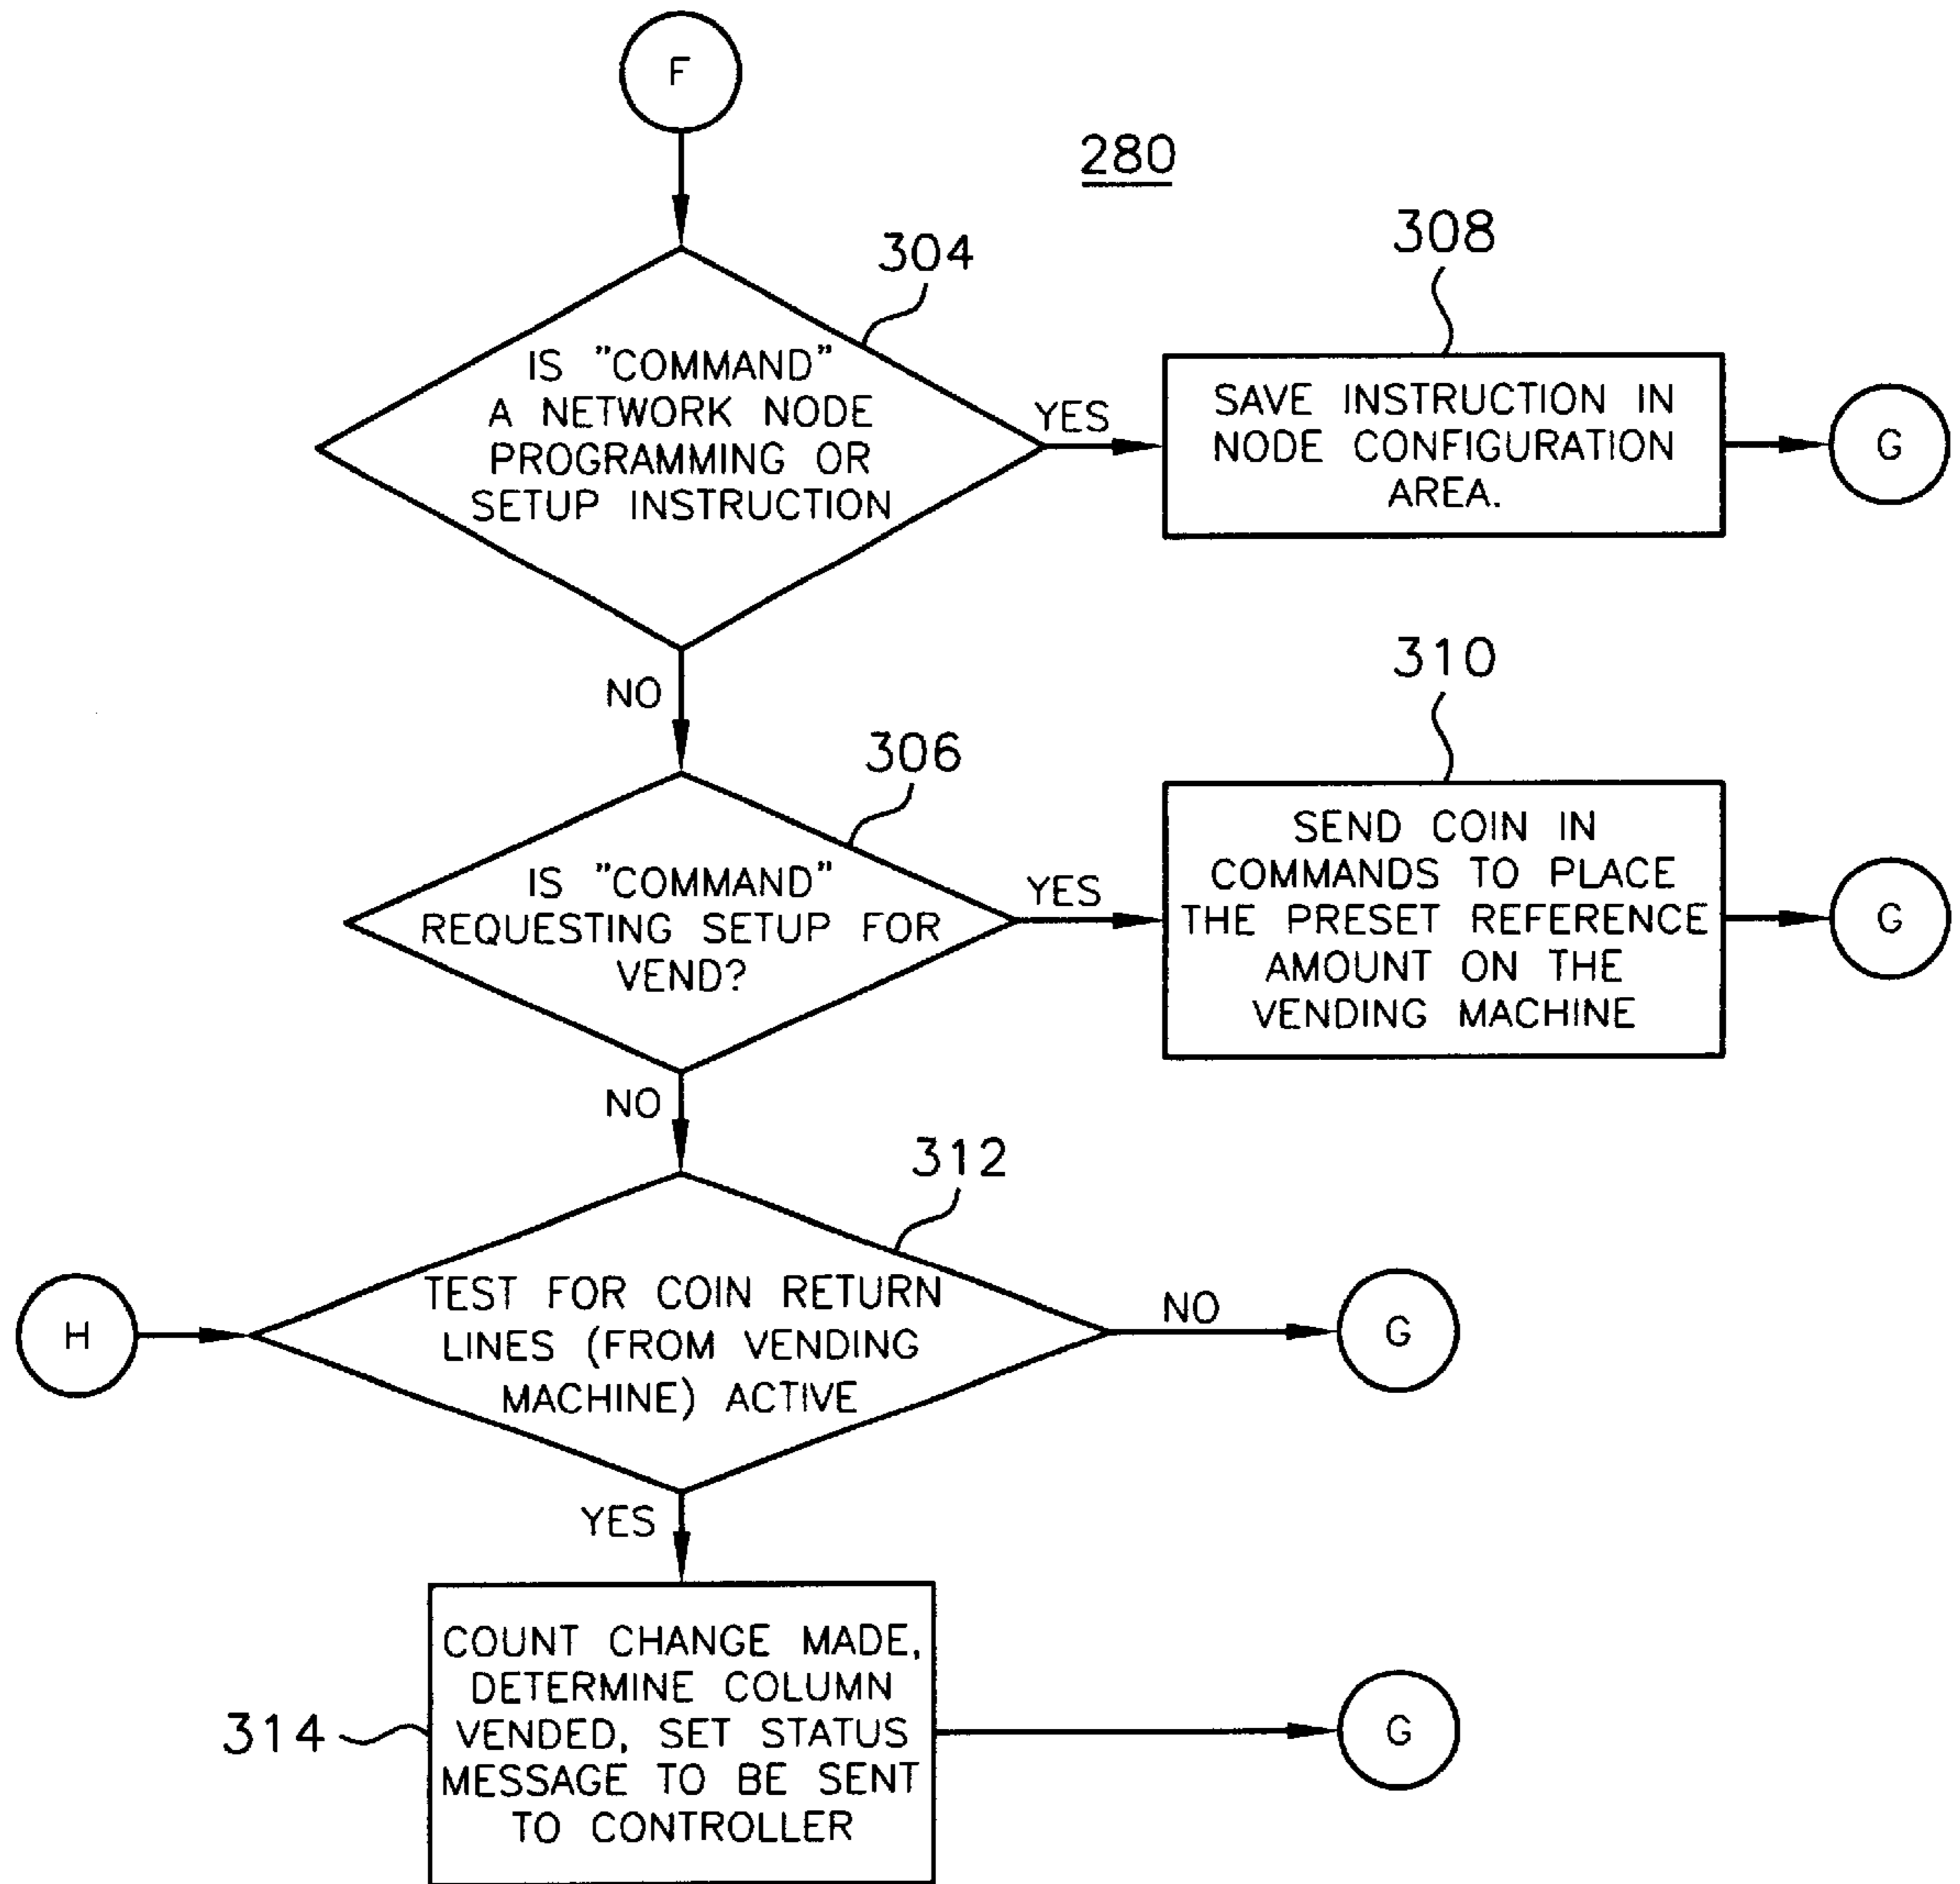 F
280
304
308
IS "COMMAND"
A NETWORK NODE
PROGRAMMING OR
SETUP INSTRUCTION
YES
SAVE INSTRUCTION IN
NODE CONFIGURATION
AREA.
G
NO
306
310
IS "COMMAND"
REQUESTING SETUP FOR
VEND?
YES
SEND COIN IN
COMMANDS TO PLACE
THE PRESET REFERENCE
AMOUNT ON THE
VENDING MACHINE
G
NO
312
H
TEST FOR COIN RETURN
LINES (FROM VENDING
MACHINE) ACTIVE
NO
G
YES
314
COUNT CHANGE MADE,
DETERMINE COLUMN
VENDED, SET STATUS
MESSAGE TO BE SENT
TO CONTROLLER
G